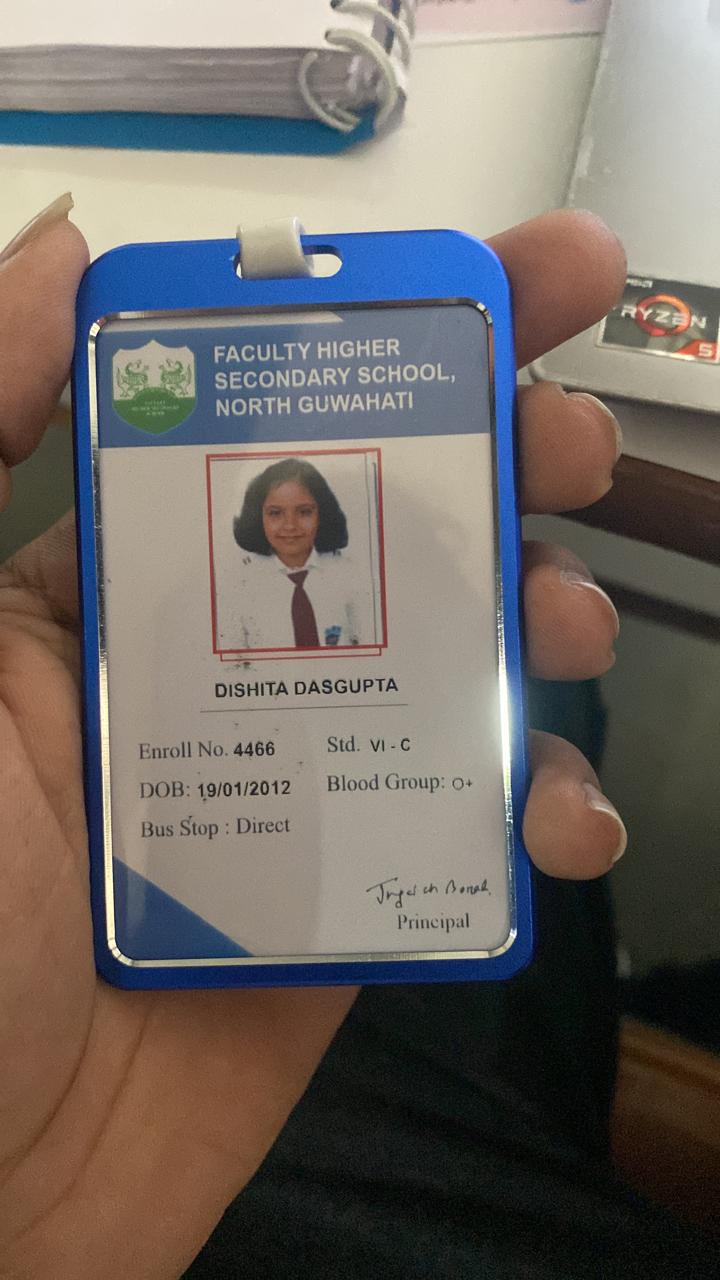 AMD
RYZEN
5
FACULTY HIGHER
SECONDARY SCHOOL,
NORTH GUWAHATI
DISHITA DASGUPTA
Enroll No. 4466
Std. VI - C
DOB: 19/01/2012
Blood Group: O+
Bus Stop : Direct
Principal